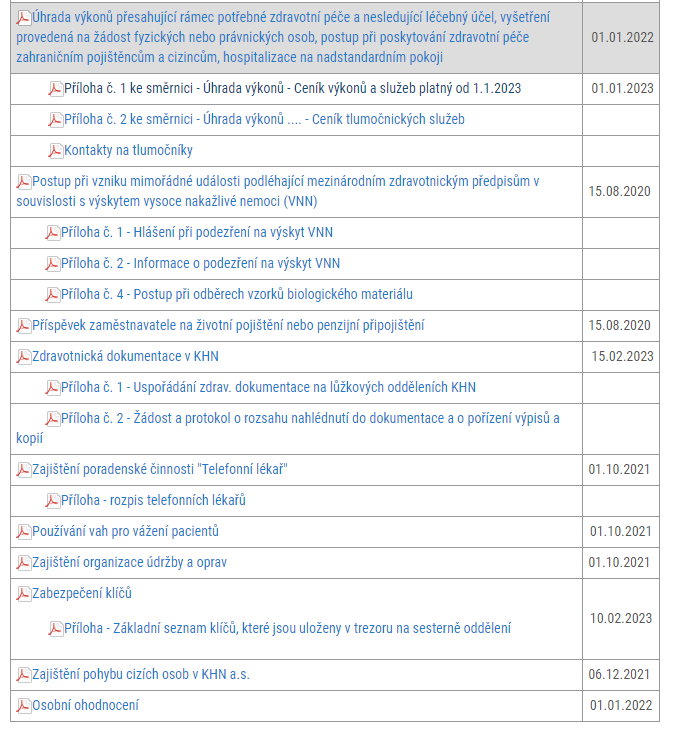 Úhrada výkonů přesahující rámec potřebné zdravotní péče a nesledující léčebný účel, vyšetření
provedená na žádost fyzických nebo právnických osob, postup při poskytování zdravotní péče
zahraničním pojištěncům a cizincům, hospitalizace na nadstandardním pokoji
01.01.2022
Příloha č. 1 ke směrnici - Úhrada výkonů - Ceník výkonů a služeb platný od 1.1.2023
01.01.2023
Příloha č. 2 ke směrnici - Úhrada výkonů .... - Ceník tlumočnických služeb
Kontakty na tlumočníky
Postup při vzniku mimořádné události podléhající mezinárodním zdravotnickým předpisům v
souvislosti s výskytem vysoce nakažlivé nemoci (VNN)
15.08.2020
Příloha č. 1 - Hlášení při podezření na výskyt VNN
Příloha č. 2 - Informace o podezření na výskyt VNN
Příloha č. 4 - Postup při odběrech vzorků biologického materiálu
Příspěvek zaměstnavatele na životní pojištění nebo penzijní připojištění
15.08.2020
Zdravotnická dokumentace v KHN
15.02.2023
Příloha č. 1 - Uspořádání zdrav. dokumentace na lůžkových odděleních KHN
Příloha č. 2 - Žádost a protokol o rozsahu nahlédnutí do dokumentace a o pořízení výpisů a
kopií
Zajištění poradenské činnosti "Telefonní lékař"
01.10.2021
Příloha - rozpis telefonních lékařů
Používání vah pro vážení pacientů
01.10.2021
Zajištění organizace údržby a oprav
01.10.2021
Zabezpečení klíčů
Příloha - Základní seznam klíčů, které jsou uloženy v trezoru na sesterně oddělení
10.02.2023
Zajištění pohybu cizích osob v KHN a.s.
06.12.2021
Osobní ohodnocení
01.01.2022